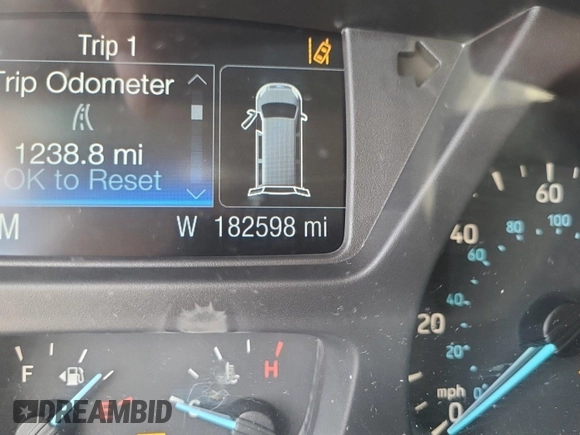 Trip 1
Trip Odometer
1238.8 mi
OK to Reset
M
W 182598 mi
60
100
40
80
60
40
20
20
mph
0
0
F
H
DREAMBID